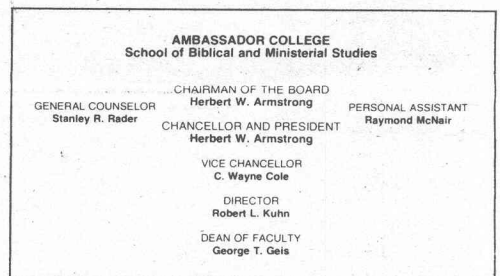 AMBASSADOR COLLEGE
School of Biblical and Ministerial Studies
CHAIRMAN OF THE BOARD
Herbert W. Armstrong
GENERAL COUNSELOR
Stanley R. Rader
PERSONAL ASSISTANT
Raymond McNair
CHANCELLOR AND PRESIDENT
Herbert W. Armstrong
VICE CHANCELLOR
C. Wayne Cole
DIRECTOR
Robert L. Kuhn
DEAN OF FACULTY
George T. Geis